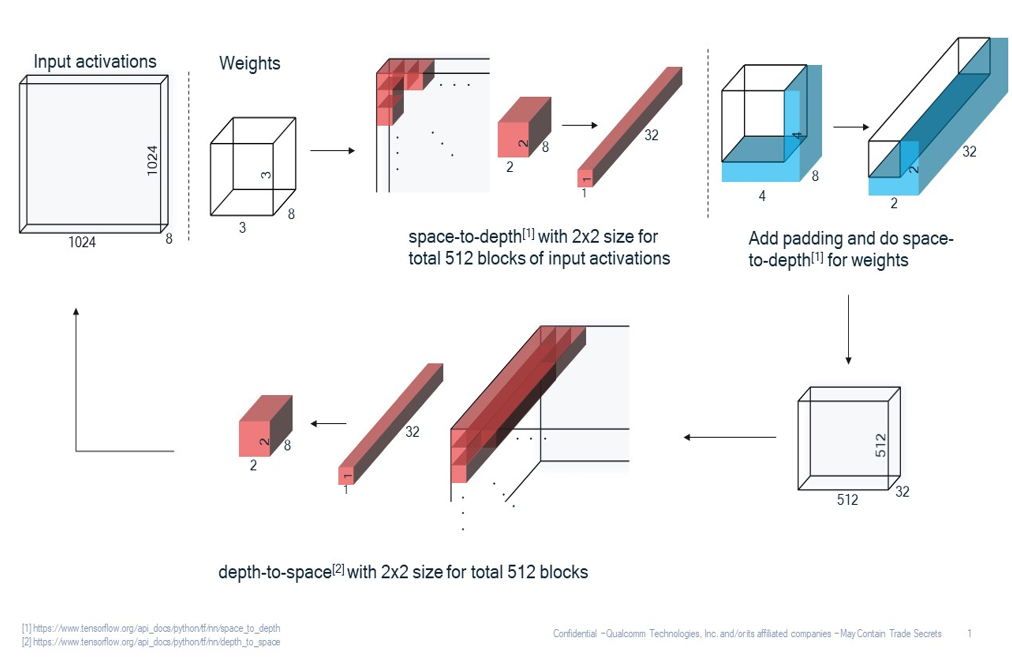 Input activations
Weights
1024
1024
8
3
3
8
2
2
8
1
1
32
4
4
8
2
2
32
space-to-depth[1] with 2x2 size for
total 512 blocks of input activations
Add padding and do space-
to-depth[1] for weights
2
2
8
1
1
32
512
512
32
depth-to-space[2] with 2x2 size for total 512 blocks
[1] https://www.tensorflow.org/api_docs/python/tf/nn/space_to_depth
[2] https://www.tensorflow.org/api_docs/python/tf/nn/depth_to_space
Confidential – Qualcomm Technologies, Inc. and/or its affiliated companies – May Contain Trade Secrets
1